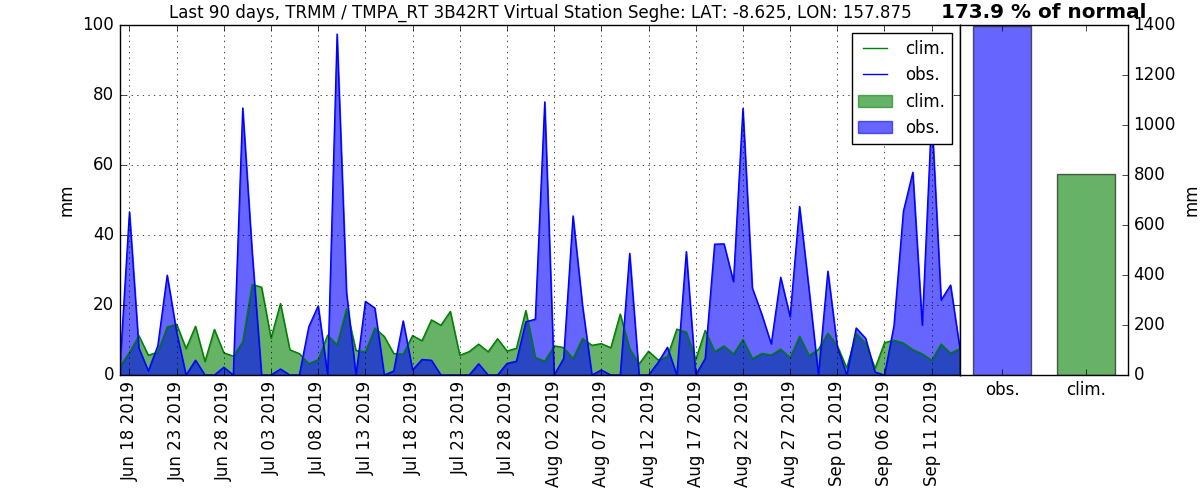 Last 90 days, TRMM / TMPA_RT 3B42RT Virtual Station Seghe: LAT: -8.625, LON: 157.875
173.9 % of normal
100
80
60
40
20
0
mm
clim.
obs.
clim.
obs.
1400
1200
1000
800
600
400
200
0
mm
Jun 18 2019
Jun 23 2019
Jun 28 2019
Jul 03 2019
Jul 08 2019
Jul 13 2019
Jul 18 2019
Jul 23 2019
Jul 28 2019
Aug 02 2019
Aug 07 2019
Aug 12 2019
Aug 17 2019
Aug 22 2019
Aug 27 2019
Sep 01 2019
Sep 06 2019
Sep 11 2019
obs.
clim.